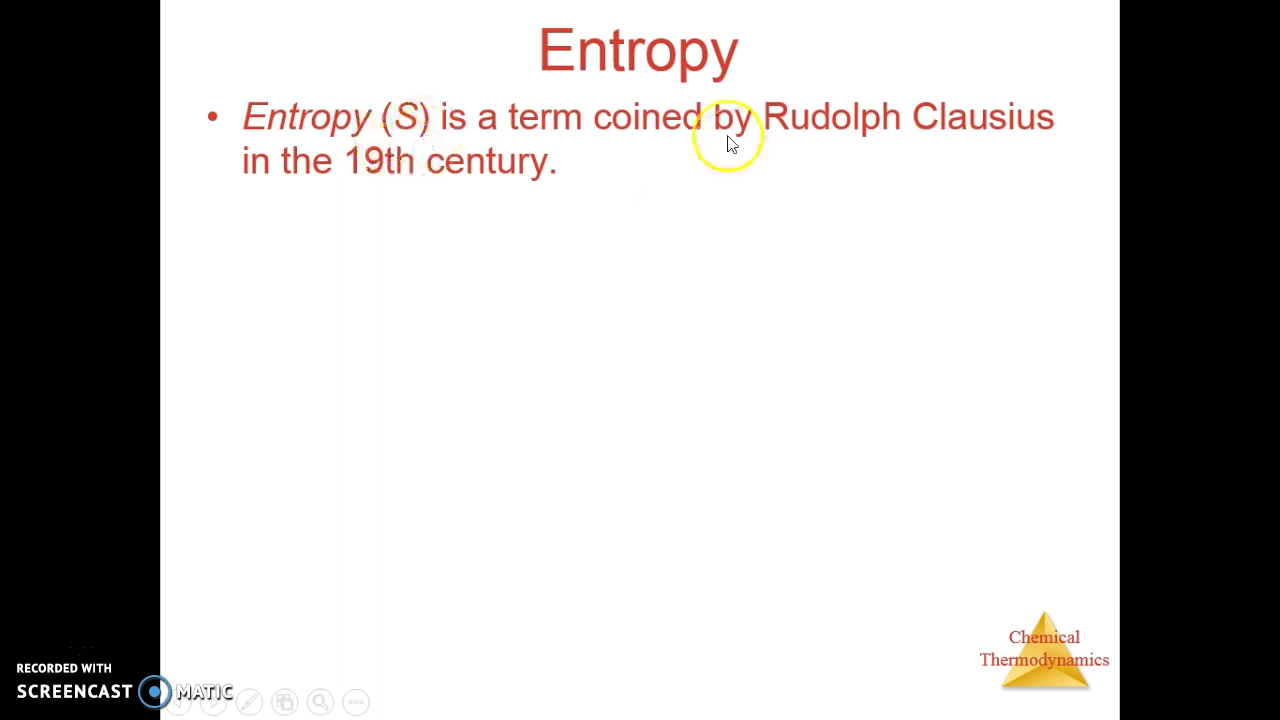 Entropy
• Entropy (S) is a term coined by Rudolph Clausius
in the 19th century.
Chemical
Thermodynamics
RECORDED WITH
SCREENCAST MATIC